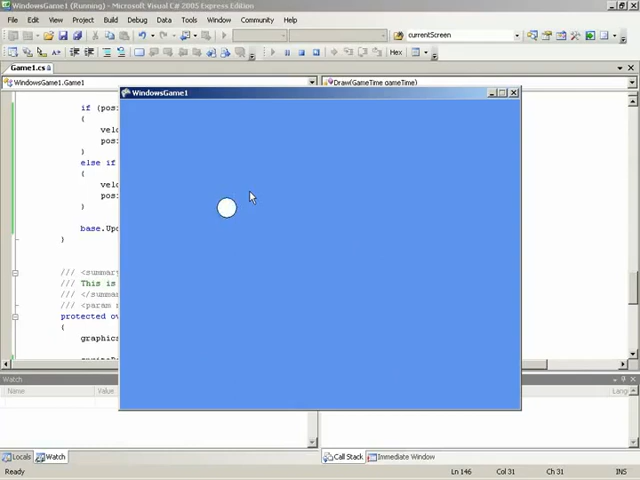 WindowsGame1 (Running) - Microsoft Visual C# 2005 Express Edition
File Edit View Project Build Debug Data Tools Window Community Help
currentScreen
Hex
Game1.cs
WindowsGame1.Game1
Draw(GameTime gameTime)
WindowsGame1
if (pos
{
velo
pos
}
else if
{
velo
pos
}
base.Up
}
/// <summar
/// This is
/// </summa
/// <param n
protected ov
{
graphics
Watch
Name Value Lang
Locals Watch Call Stack Immediate Window
Ready Ln 146 Col 31 Ch 31 INS